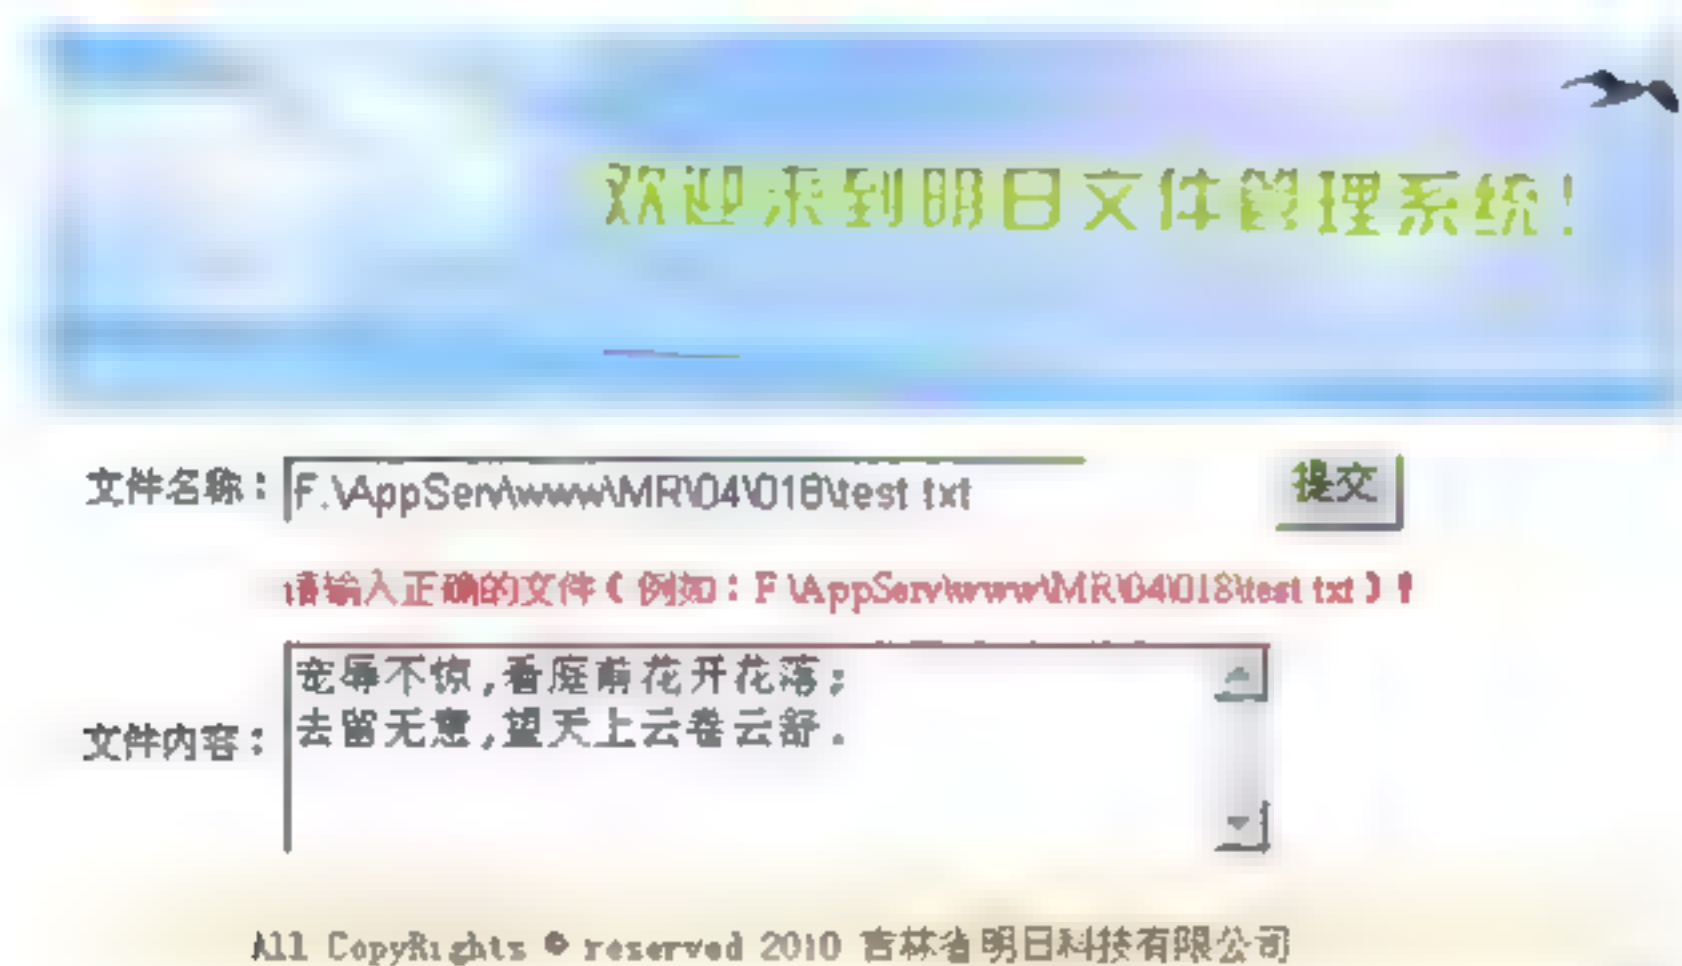 欢迎来到明日文件管理系统!
文件名称: F:\AppServ\www\MR\04\018\test.txt 提交
请输入正确的文件(例如:F:\AppServ\www\MR\04\018\test.txt)!
文件内容: 宠辱不惊,看庭前花开花落;
去留无意,望天上云卷云舒.
All CopyRights © reserved 2010 吉林省明日科技有限公司